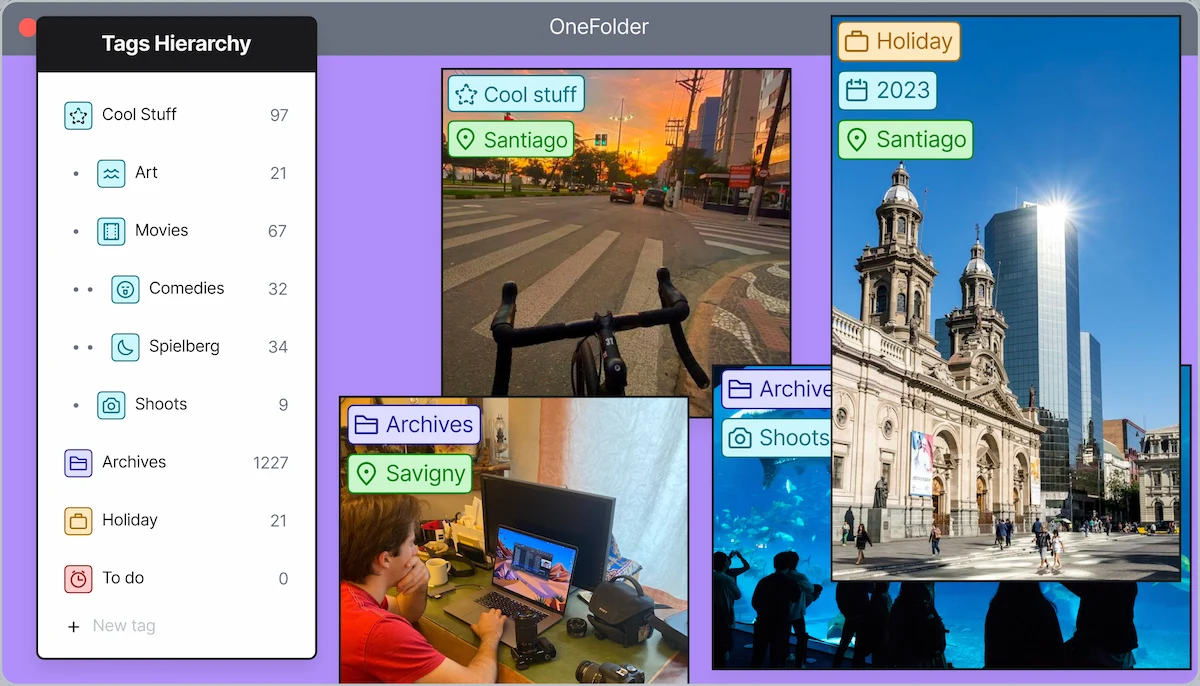 OneFolder
Tags Hierarchy
Cool Stuff 97
Art 21
Movies 67
Comedies 32
Spielberg 34
Shoots 9
Archives 1227
Holiday 21
To do 0
+ New tag
Cool stuff
Santiago
Archives
Savigny
Archive
Shoots
Holiday
2023
Santiago